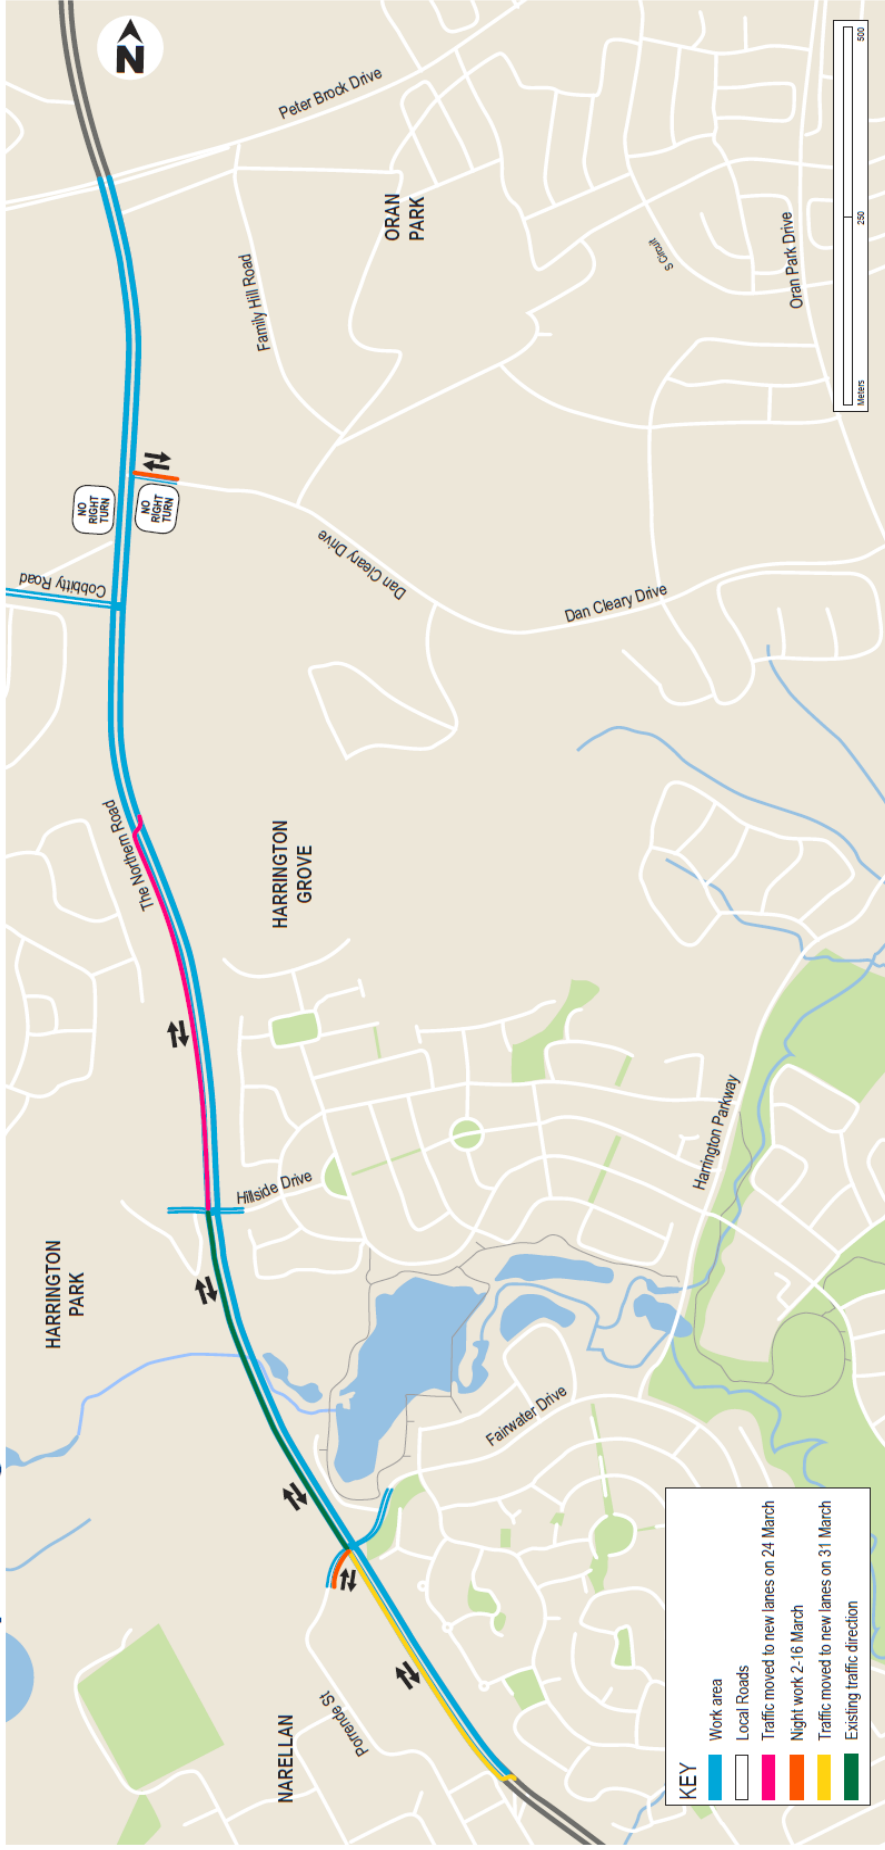 N
Peter Brock Drive
ORAN
PARK
Family Hill Road
S Circuit
Oran Park Drive
Meters
250
500
NO
RIGHT
TURN
NO
RIGHT
TURN
Cobbitty Road
Dan Cleary Drive
Dan Cleary Drive
The Northern Road
HARRINGTON
GROVE
Harrington Parkway
Hillside Drive
HARRINGTON
PARK
Fairwater Drive
Porrende St
NARELLAN
KEY
Work area
Local Roads
Traffic moved to new lanes on 24 March
Night work 2-16 March
Traffic moved to new lanes on 31 March
Existing traffic direction